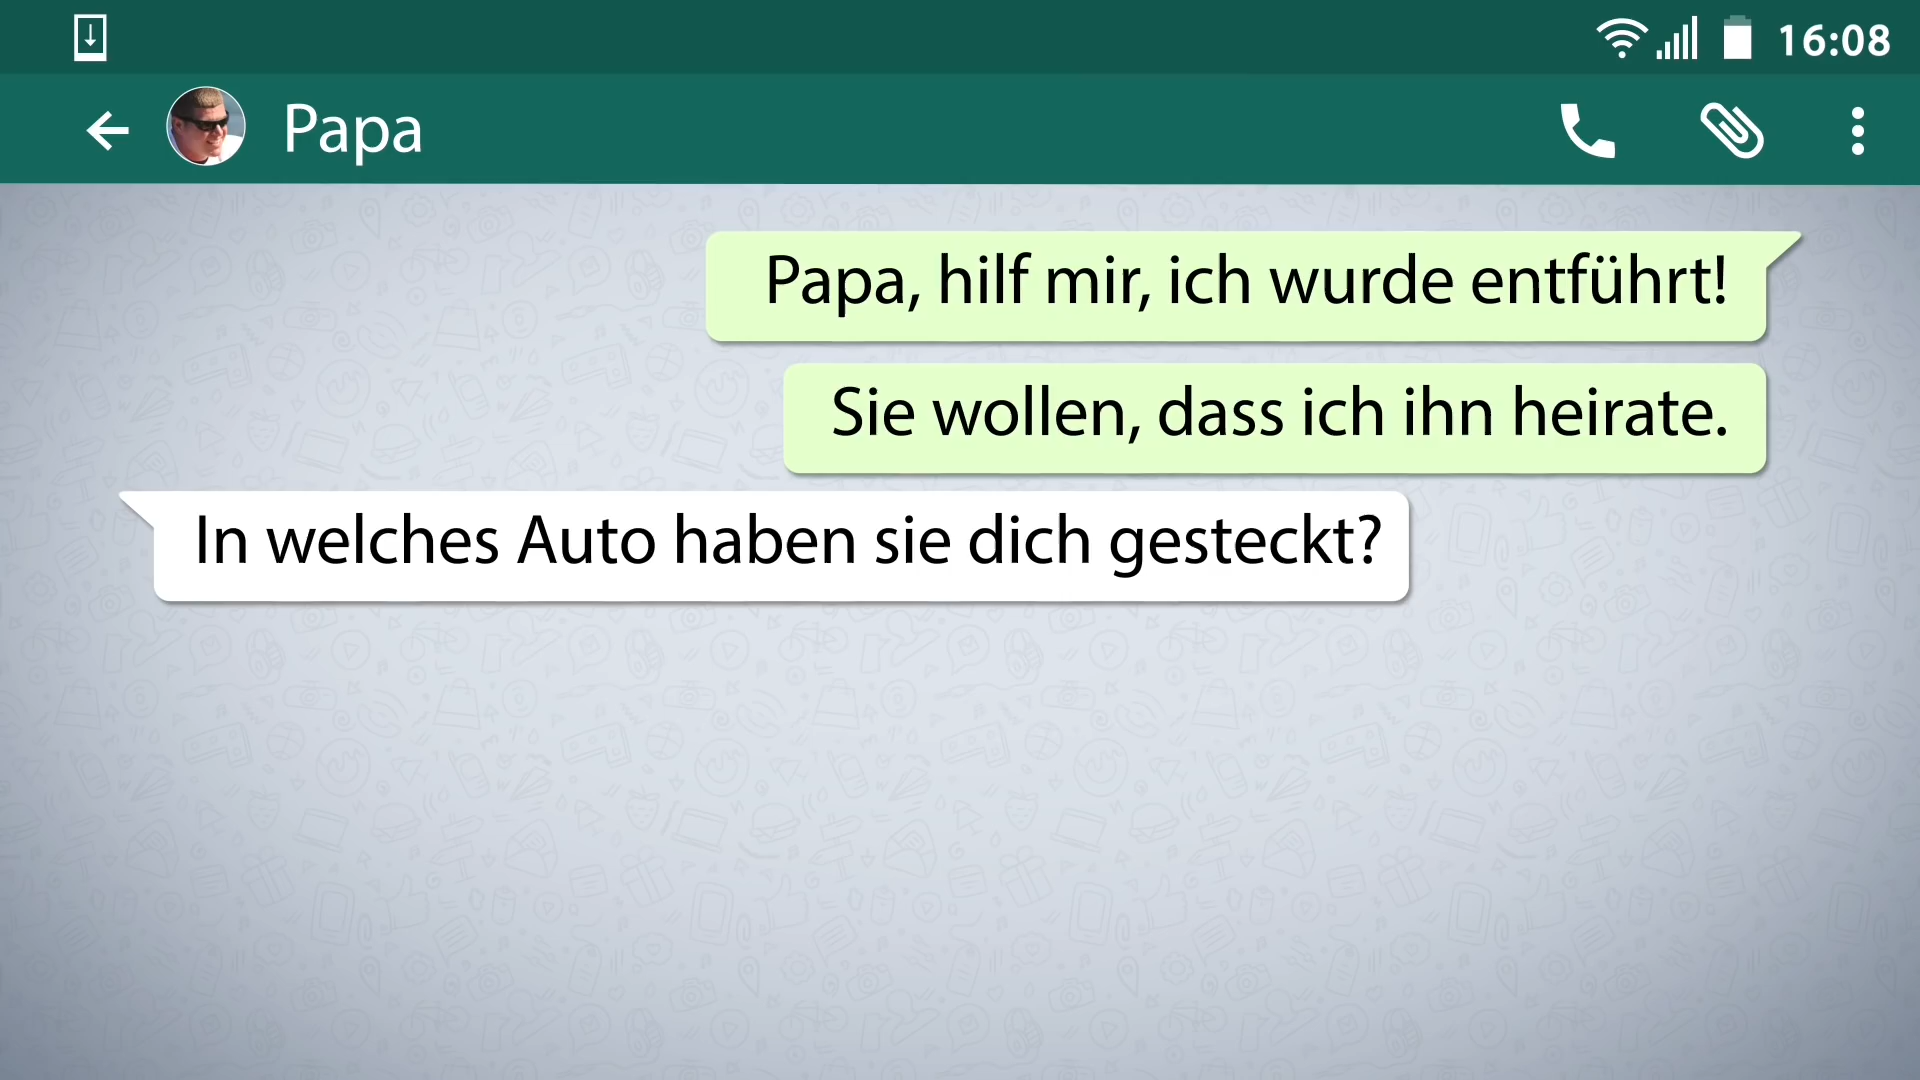 16:08
Papa
Papa, hilf mir, ich wurde entführt!
Sie wollen, dass ich ihn heirate.
In welches Auto haben sie dich gesteckt?